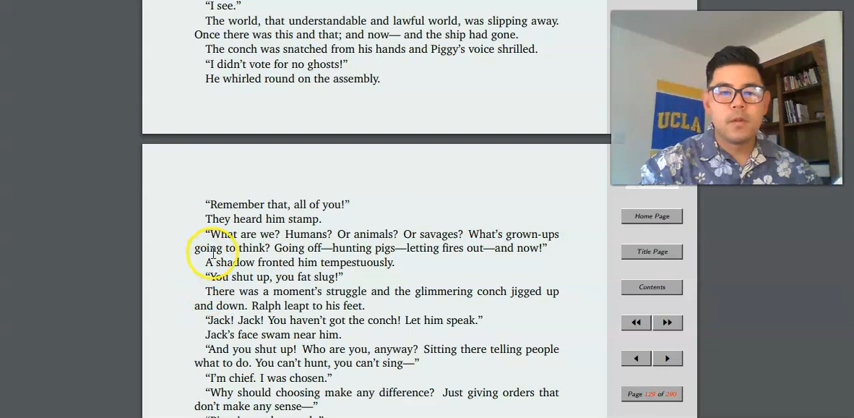 “I see.”
The world, that understandable and lawful world, was slipping away.
Once there was this and that; and now— and the ship had gone.
The conch was snatched from his hands and Piggy’s voice shrilled.
“I didn’t vote for no ghosts!”
He whirled round on the assembly.
“Remember that, all of you!”
They heard him stamp.
“What are we? Humans? Or animals? Or savages? What’s grown-ups
going to think? Going off—hunting pigs—letting fires out—and now!”
A shadow fronted him tempestuously.
“You shut up, you fat slug!”
There was a moment’s struggle and the glimmering conch jigged up
and down. Ralph leapt to his feet.
“Jack! Jack! You haven’t got the conch! Let him speak.”
Jack’s face swam near him.
“And you shut up! Who are you, anyway? Sitting there telling people
what to do. You can’t hunt, you can’t sing—”
“I’m chief. I was chosen.”
“Why should choosing make any difference? Just giving orders that
don’t make any sense—”
UCLA
Home Page
Title Page
Contents
Page 128 of 290